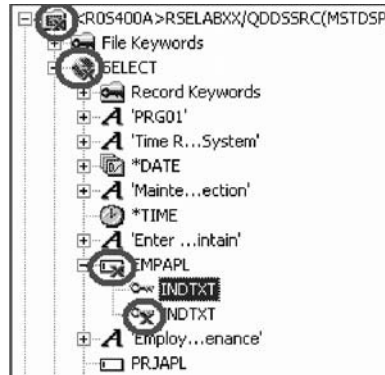 <R05400A>RSELABXX/QDDSSRC(MSTDSP
File Keywords
SELECT
Record Keywords
'PRG01'
'Time R...System'
*DATE
'Mainte...ection'
*TIME
'Enter ...intain'
EMPAPL
INDTXT
INDTXT
'Employ...enance'
PRJAPL